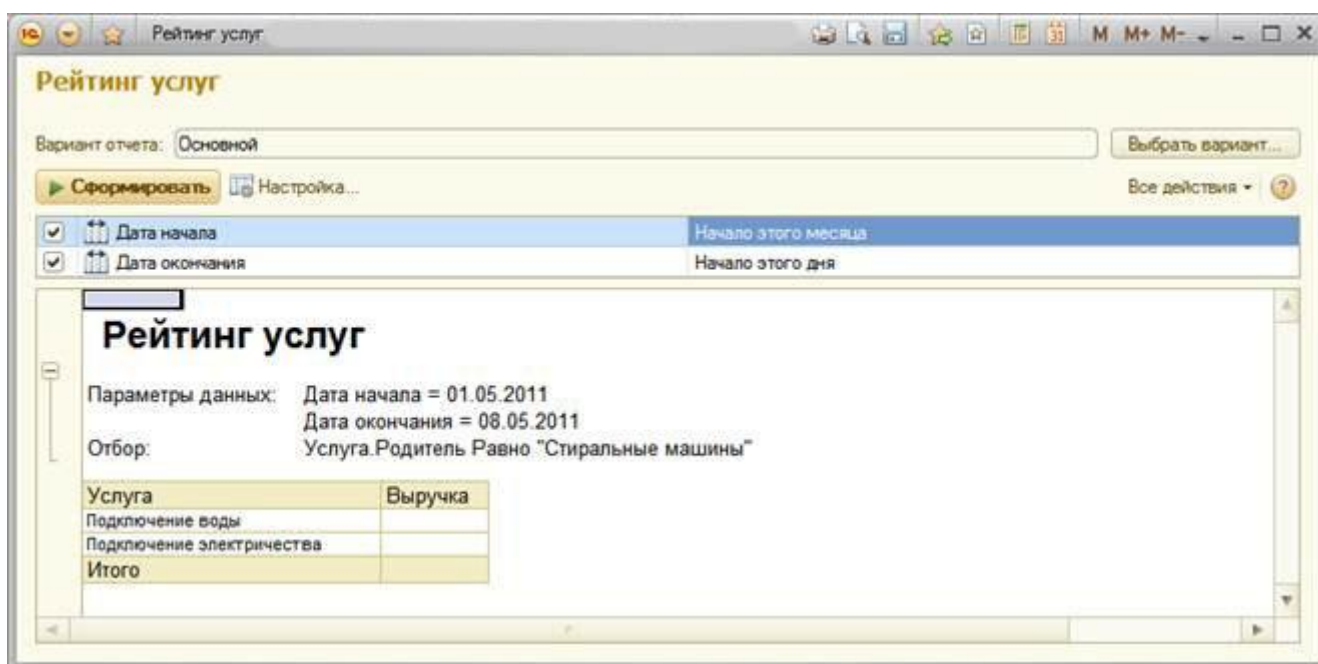 1С Рейтинг услуг 31 M M+ M-
Рейтинг услуг
Вариант отчета: Основной Выбрать вариант...
Сформировать Настройка... Все действия ?
Дата начала Начало этого месяца
Дата окончания Начало этого дня
Рейтинг услуг
Параметры данных: Дата начала = 01.05.2011
Дата окончания = 08.05.2011
Отбор: Услуга.Родитель Равно "Стиральные машины"
Услуга Выручка
Подключение воды
Подключение электричества
Итого